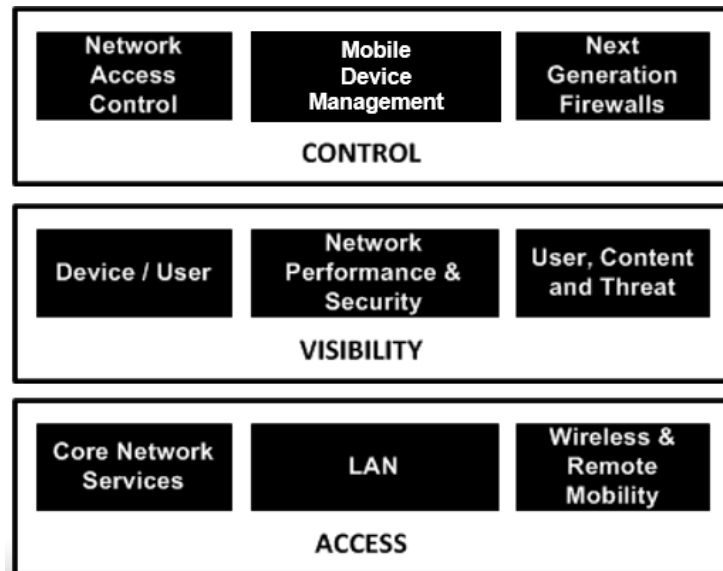 Network
Access
Control
Mobile
Device
Management
Next
Generation
Firewalls
CONTROL
Device / User
Network
Performance &
Security
User, Content
and Threat
VISIBILITY
Core Network
Services
LAN
Wireless &
Remote
Mobility
ACCESS